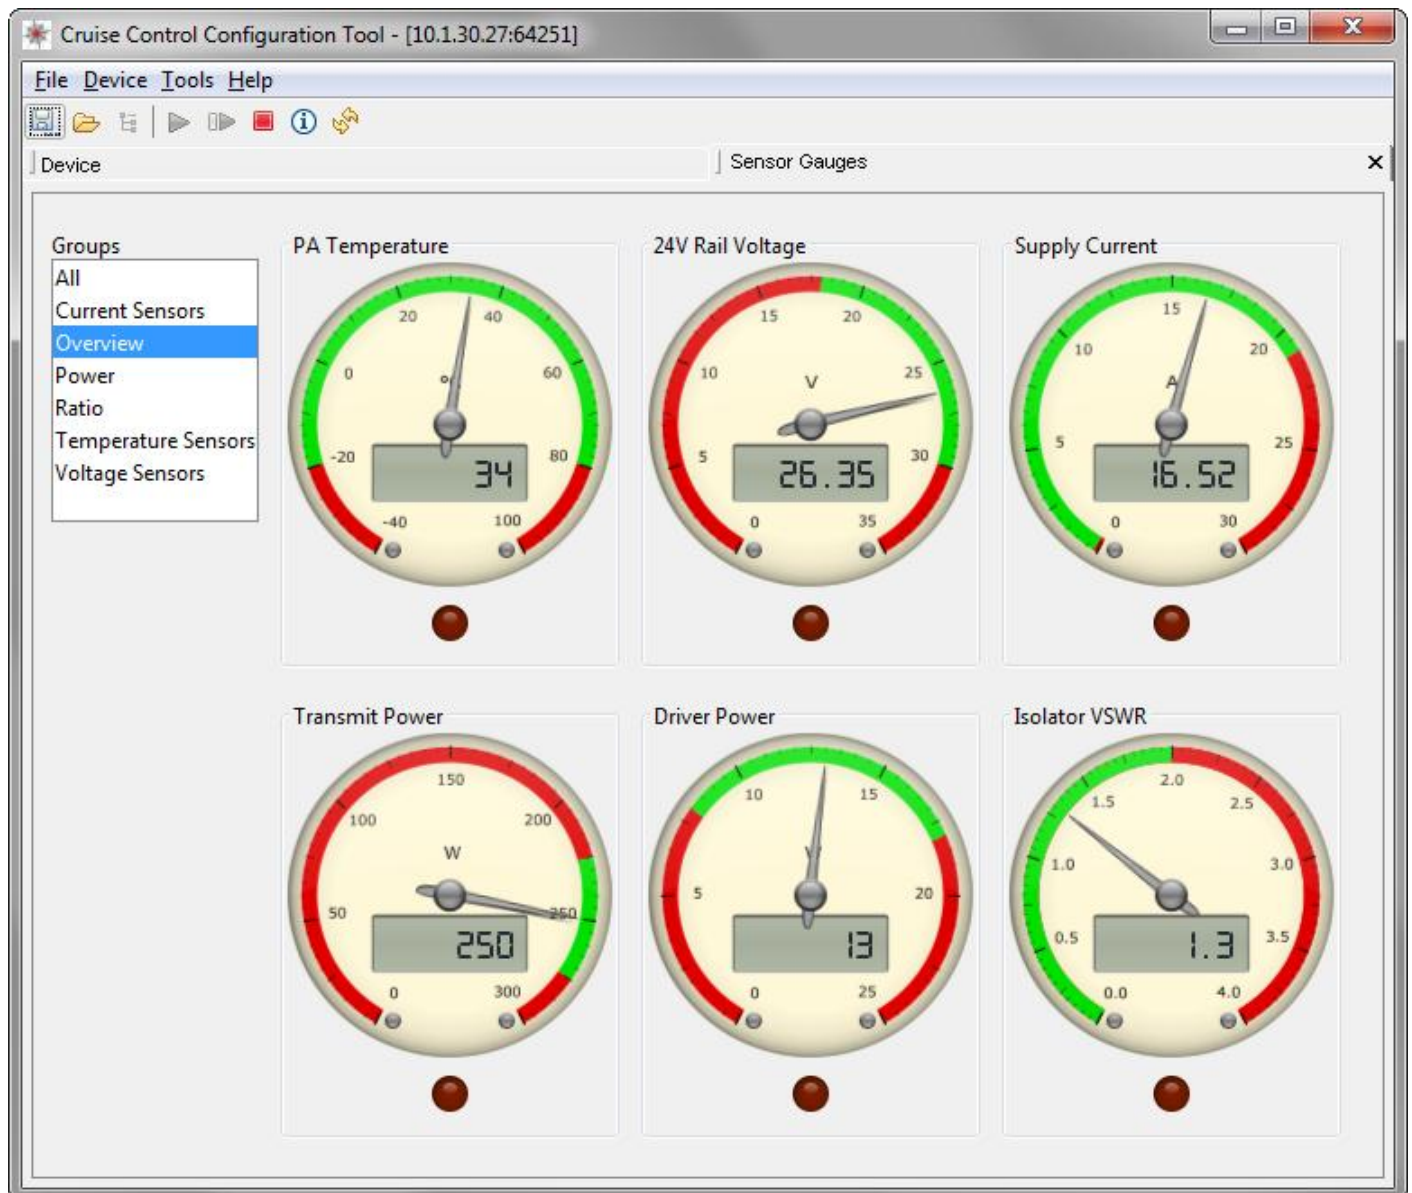 Cruise Control Configuration Tool - [10.1.30.27:64251]
File Device Tools Help
Device
Sensor Gauges
Groups
All
Current Sensors
Overview
Power
Ratio
Temperature Sensors
Voltage Sensors
PA Temperature
-40
-20
0
20
40
60
80
100
34
24V Rail Voltage
0
5
10
15
20
25
30
35
V
26.35
Supply Current
0
5
10
15
20
25
30
A
16.52
Transmit Power
0
50
100
150
200
250
300
W
250
Driver Power
0
5
10
15
20
25
13
Isolator VSWR
0.0
0.5
1.0
1.5
2.0
2.5
3.0
3.5
4.0
1.3